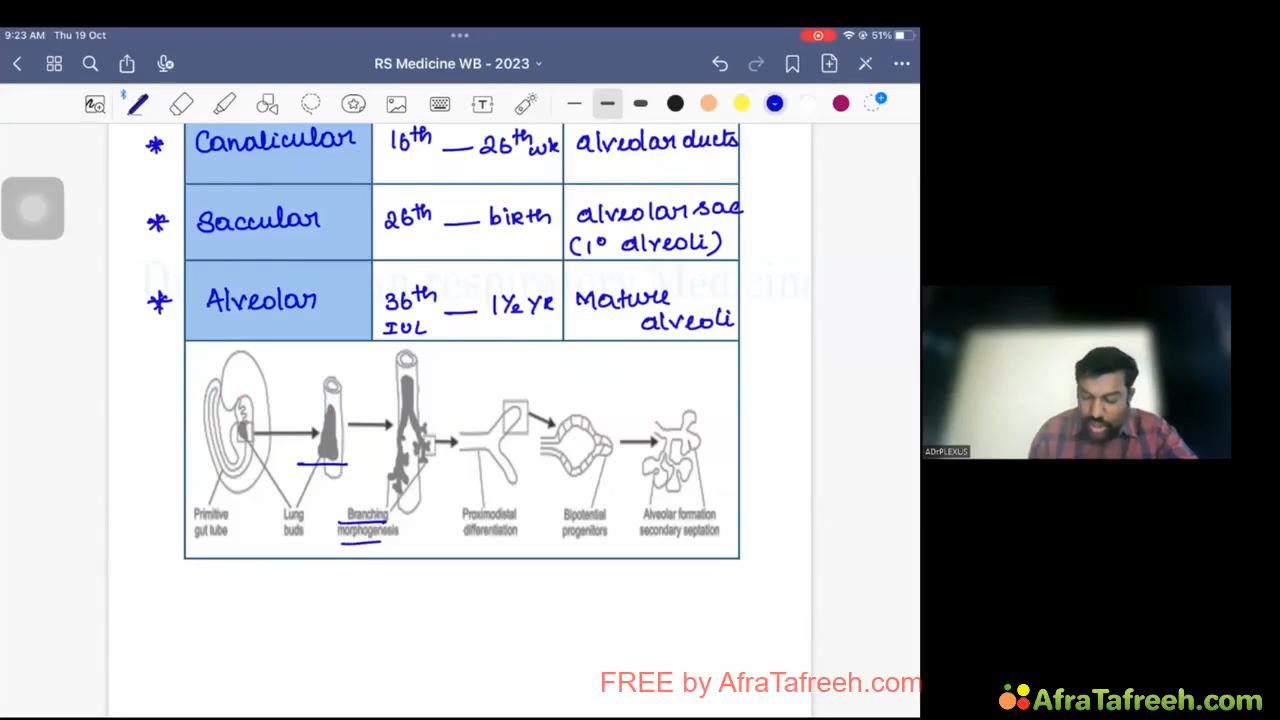 9:23 AM Thu 19 Oct
51%
RS Medicine WB - 2023
Canalicular
16th — 26th wk
alveolar ducts
Saccular
26th — birth
alveolar sac
(1° alveoli)
Alveolar
36th — 1½ YR
IUL
Mature
alveoli
Primitive
gut tube
Lung
buds
Branching
morphogenesis
Proximodistal
differentiation
Bipotential
progenitors
Alveolar formation
secondary septation
ADrPLEXUS
FREE by AfraTafreeh.com
AfraTafreeh.com